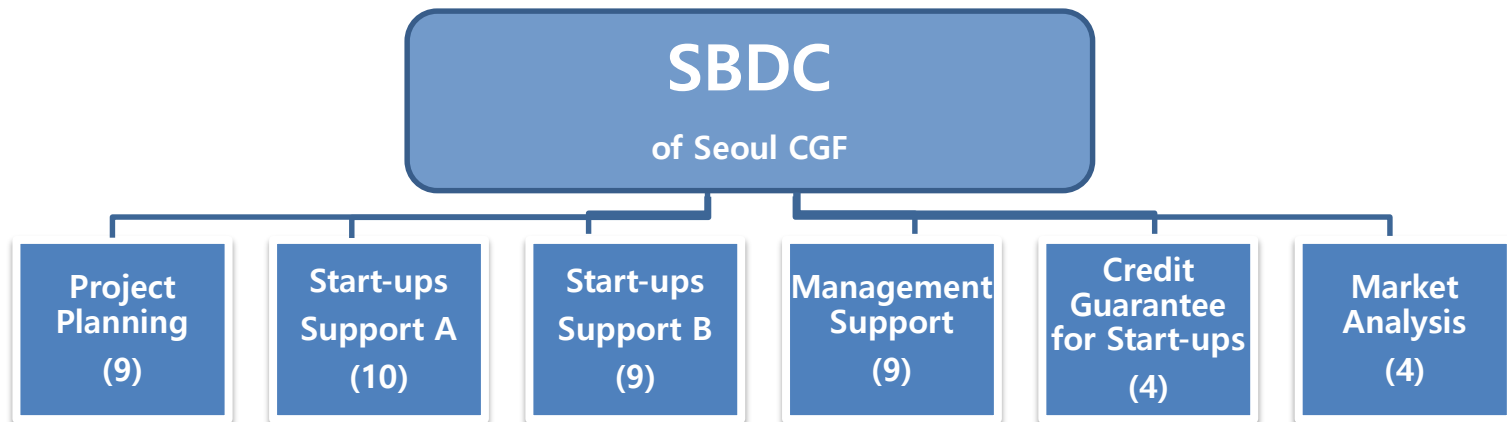 SBDC
of Seoul CGF
Project
Planning
(9)
Start-ups
Support A
(10)
Start-ups
Support B
(9)
Management
Support
(9)
Credit
Guarantee
for Start-ups
(4)
Market
Analysis
(4)